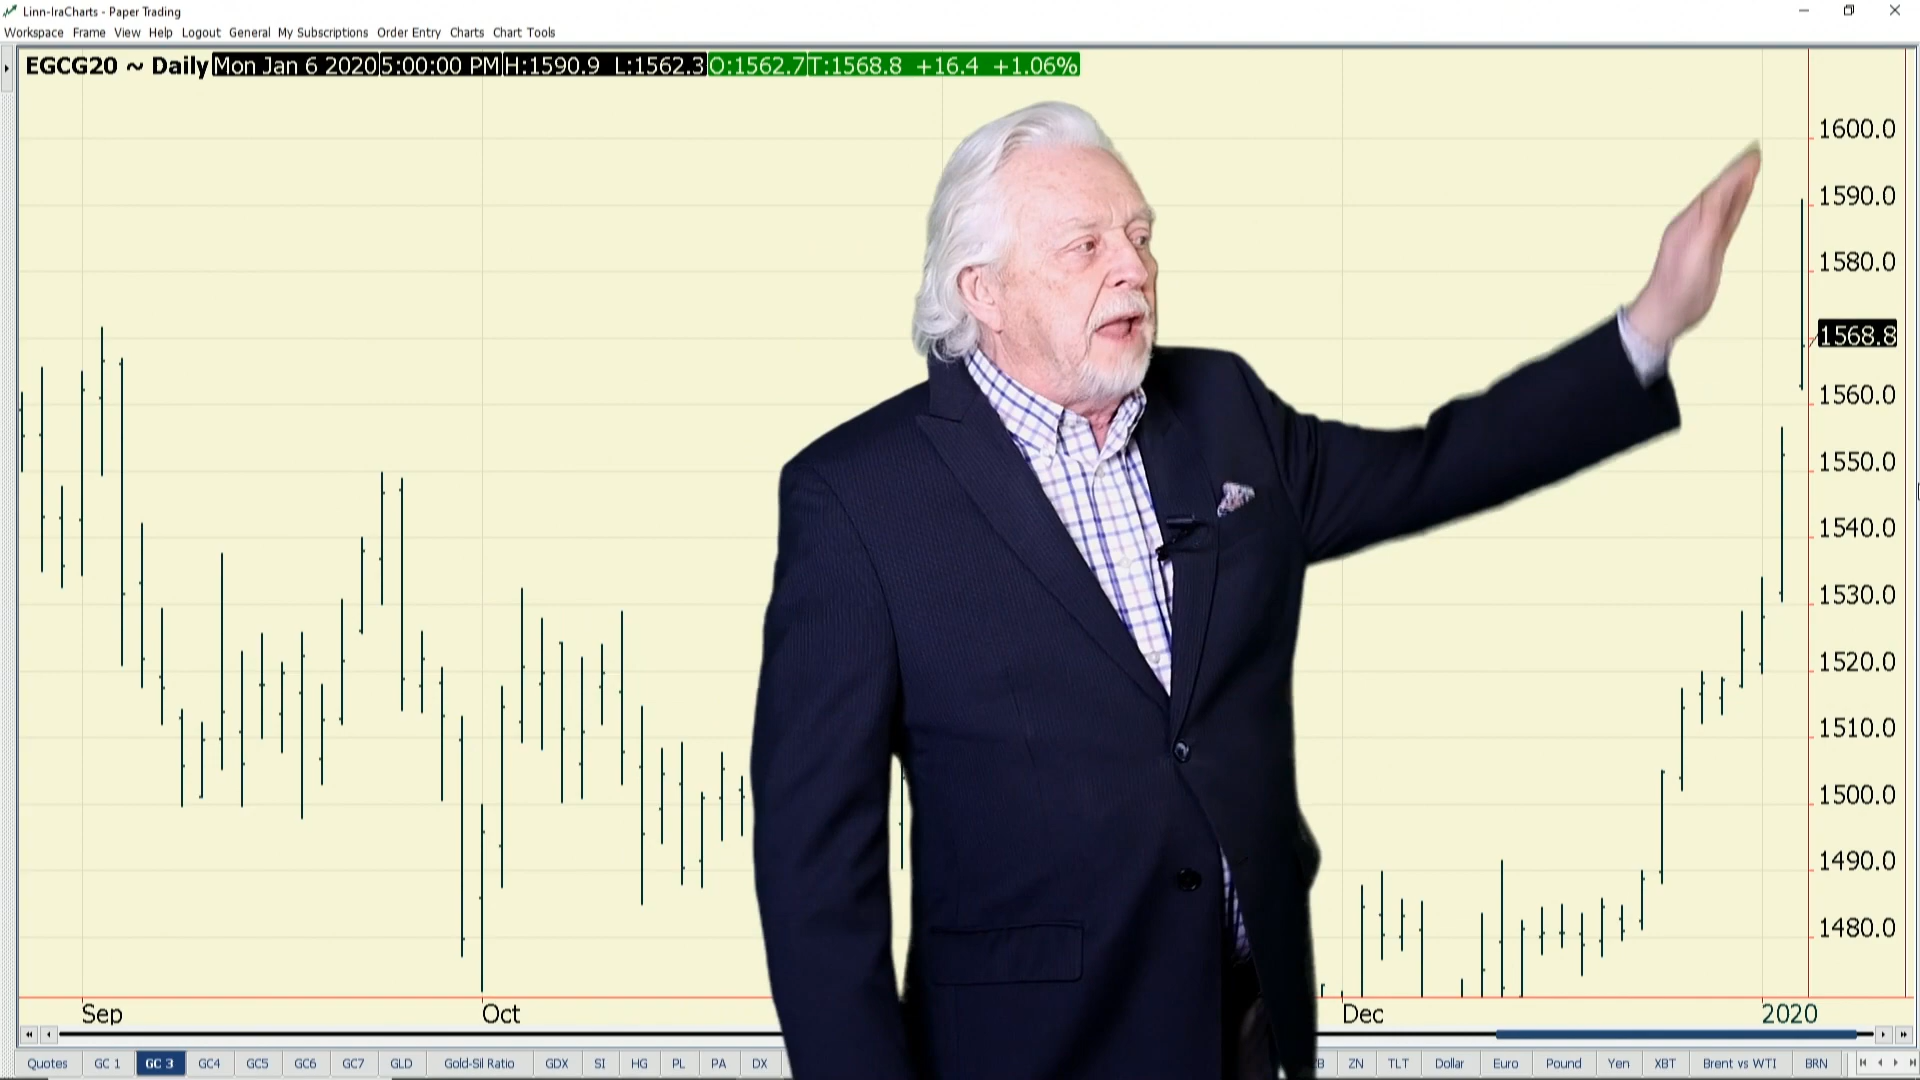 Linn-IraCharts - Paper Trading
Workspace Frame View Help Logout General My Subscriptions Order Entry Charts Chart Tools
EGCG20 ~ Daily Mon Jan 6 2020 5:00:00 PM H:1590.9 L:1562.3 O:1562.7 T:1568.8 +16.4 +1.06%
1600.0
1590.0
1580.0
1568.8
1560.0
1550.0
1540.0
1530.0
1520.0
1510.0
1500.0
1490.0
1480.0
Sep Oct Dec 2020
Quotes GC 1 GC 3 GC4 GC5 GC6 GC7 GLD Gold-Sil Ratio GDX SI HG PL PA DX ZN TLT Dollar Euro Pound Yen XBT Brent vs WTI BRN